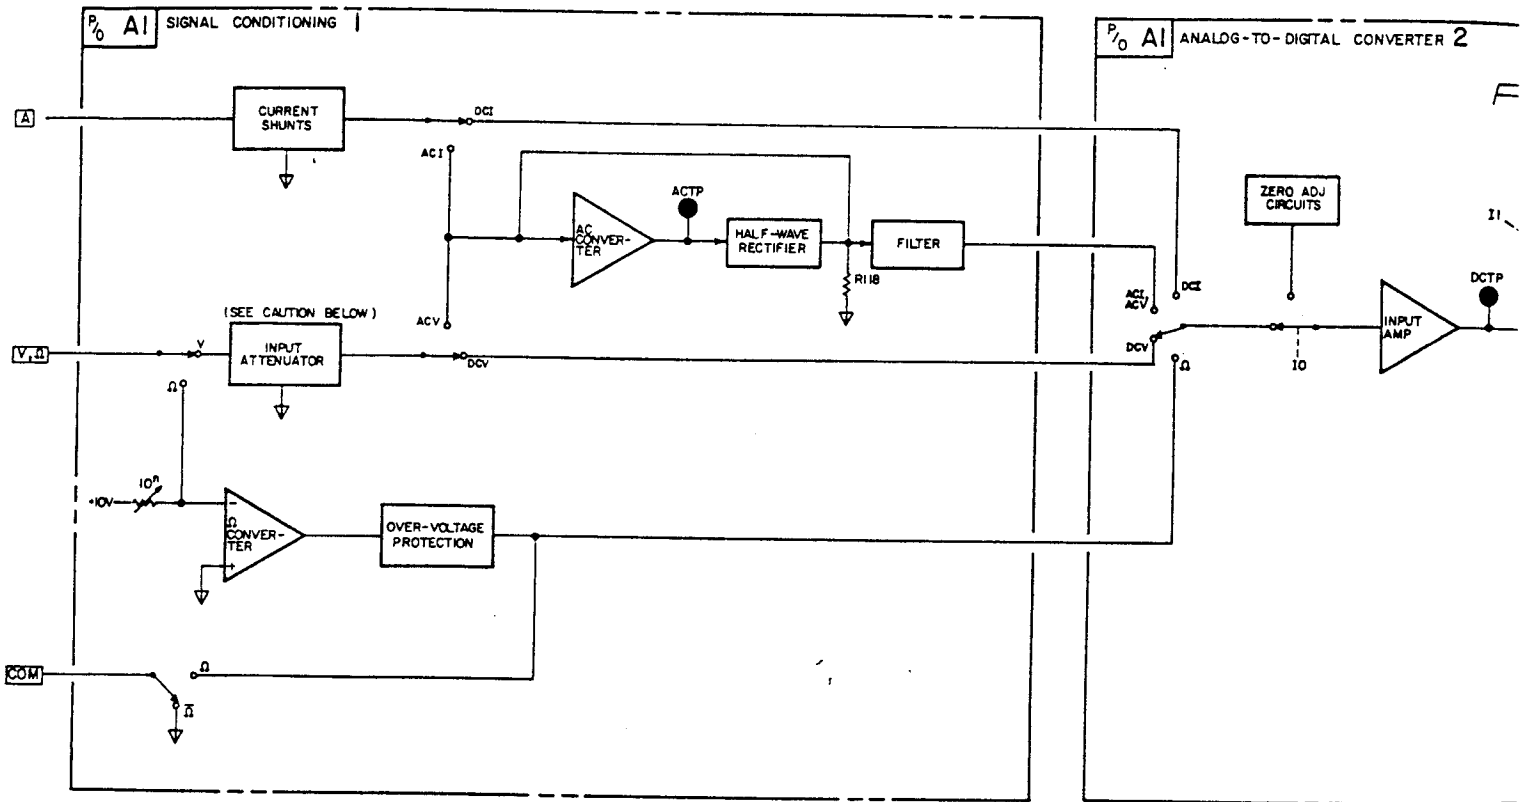 P/O A1 SIGNAL CONDITIONING 1
P/O A1 ANALOG-TO-DIGITAL CONVERTER 2
A
CURRENT
SHUNTS
DCI
ACI
ACTP
AC
CONVER-
TER
HALF-WAVE
RECTIFIER
FILTER
R118
ACV
(SEE CAUTION BELOW)
V,Ω
V
INPUT
ATTENUATOR
DCV
Ω
+10V
10ⁿ
-
Ω
CONVER-
TER
+
OVER-VOLTAGE
PROTECTION
COM
Ω
Ω̅
ZERO ADJ
CIRCUITS
DCI
ACI,
ACV
DCV
Ω
IO
INPUT
AMP
DCTP
I1
F